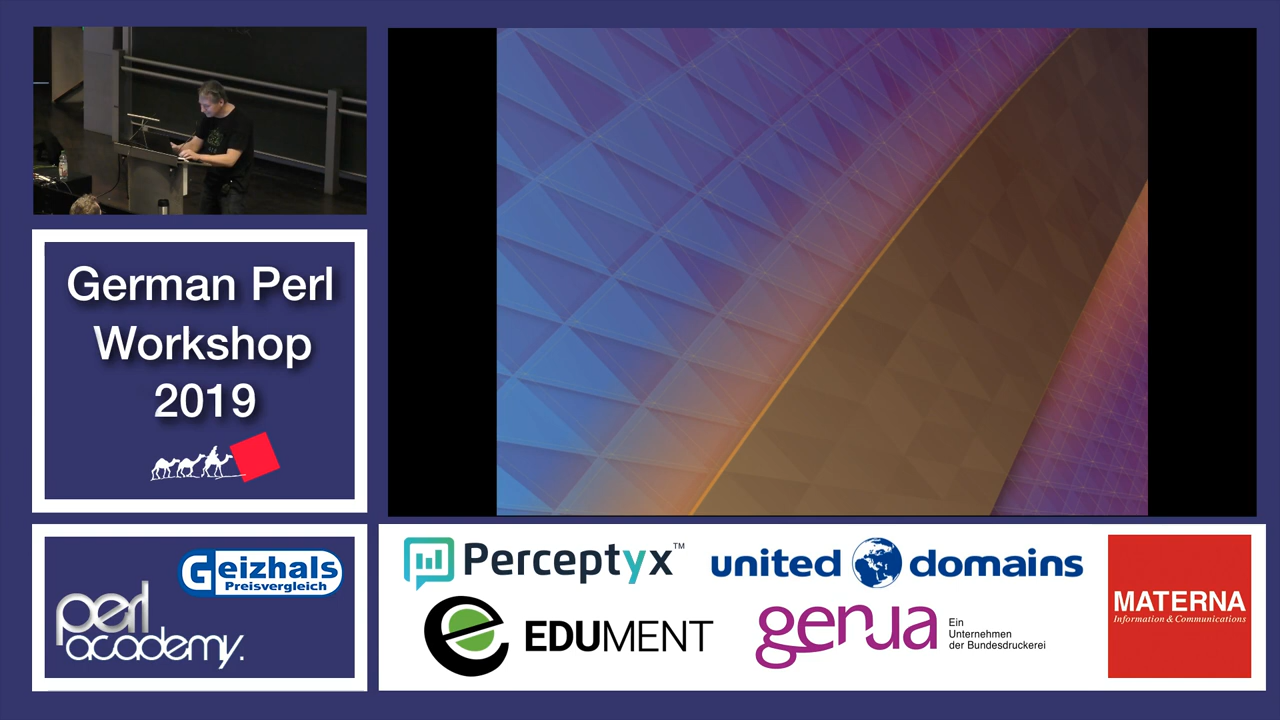 German Perl
Workshop
2019
Geizhals
Preisvergleich
perl
academy.
Perceptyx™
united domains
EDUMENT
genua
Ein
Unternehmen
der Bundesdruckerei
MATERNA
Information & Communications